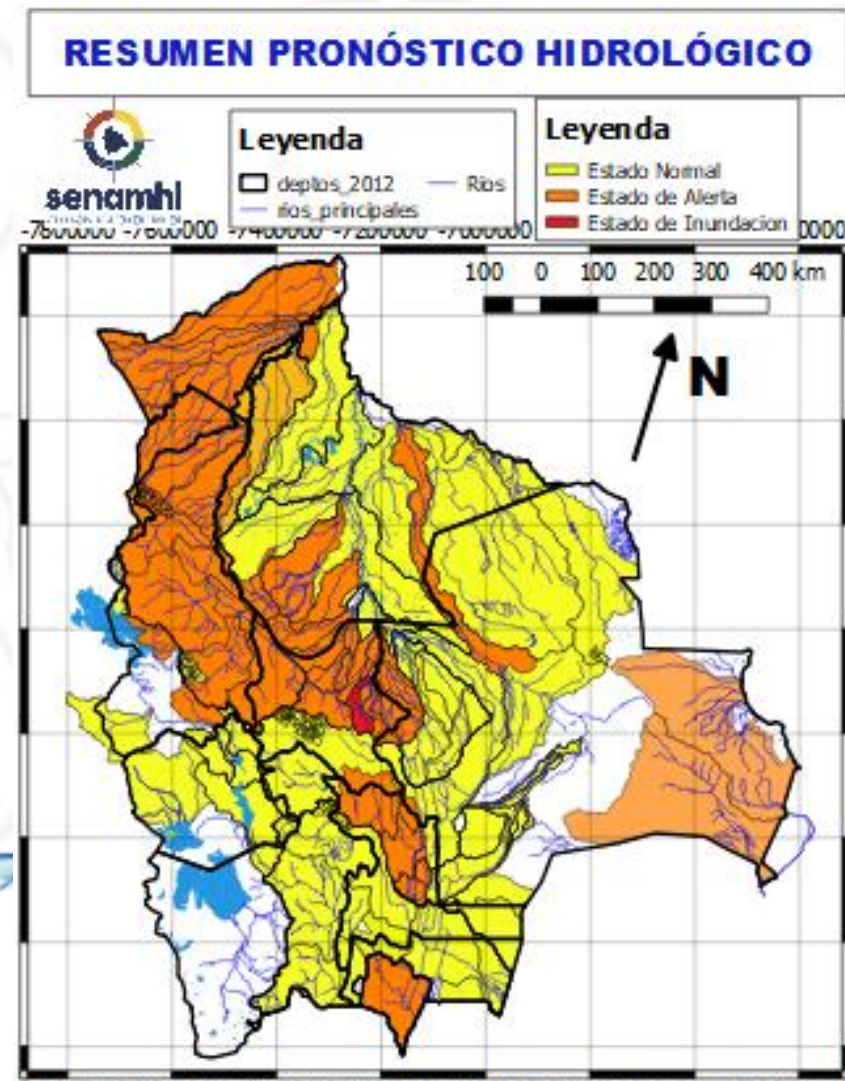 RESUMEN PRONÓSTICO HIDROLÓGICO
senamhi
Leyenda
deptos_2012
Rios
rios_principales
Leyenda
Estado Normal
Estado de Alerta
Estado de Inundacion
-7600000 -7400000 -7200000 -7000000
100 0 100 200 300 400 km
N